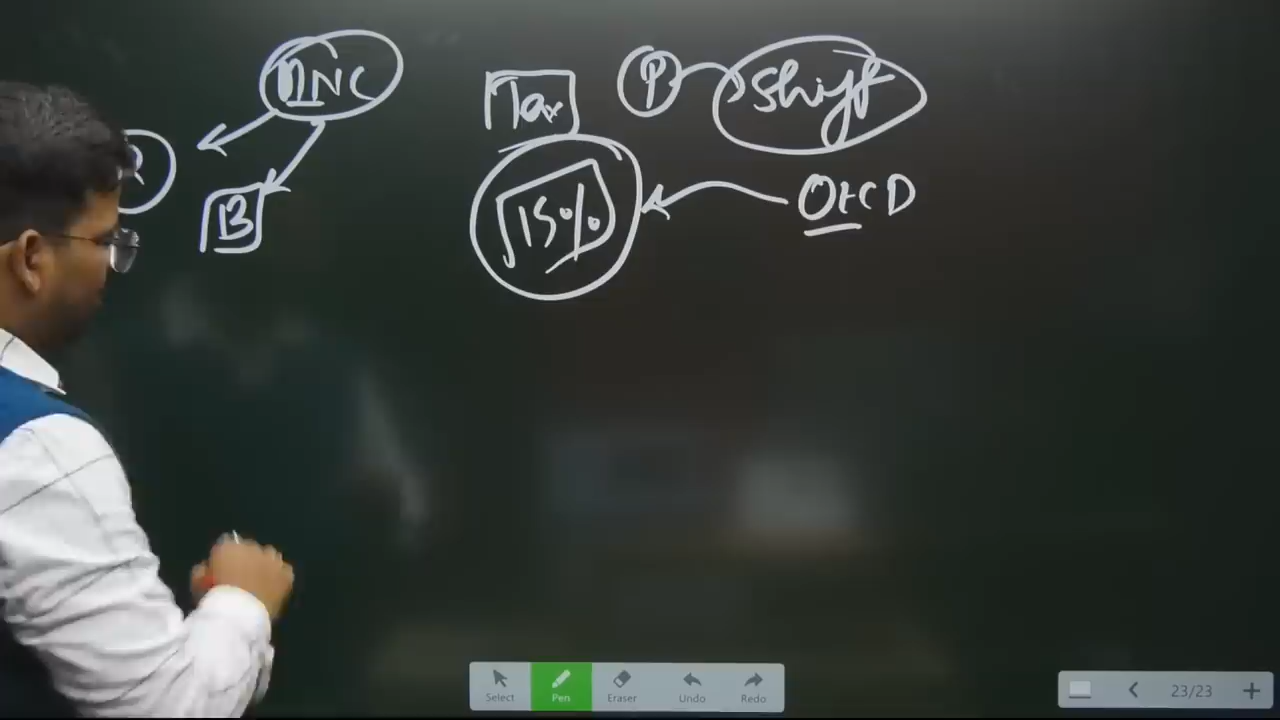 MNC
Tax
P
Shift
B
15%
OECD
Select
Pen
Eraser
Undo
Redo
23/23